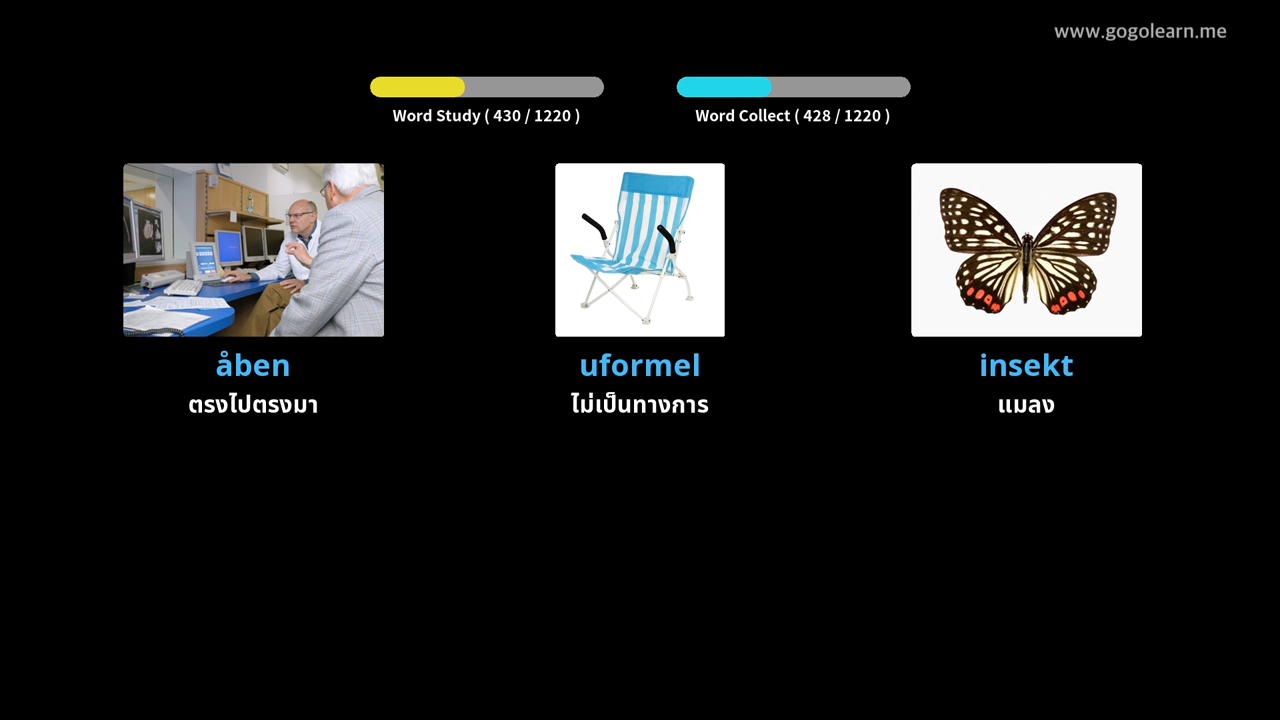 www.gogolearn.me
Word Study ( 430 / 1220 )
Word Collect ( 428 / 1220 )
åben
ตรงไปตรงมา
uformel
ไม่เป็นทางการ
insekt
แมลง